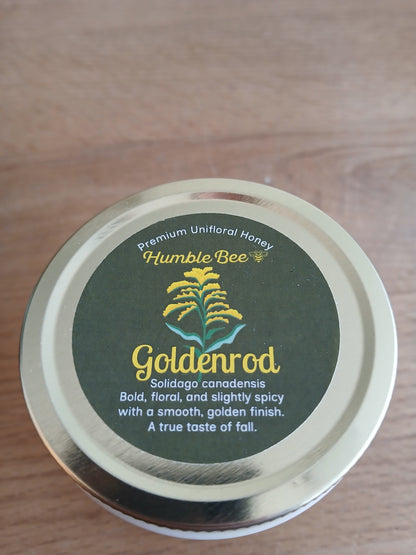 Premium Unifloral Honey
Humble Bee
Goldenrod
Solidago canadensis
Bold, floral, and slightly spicy
with a smooth, golden finish.
A true taste of fall.